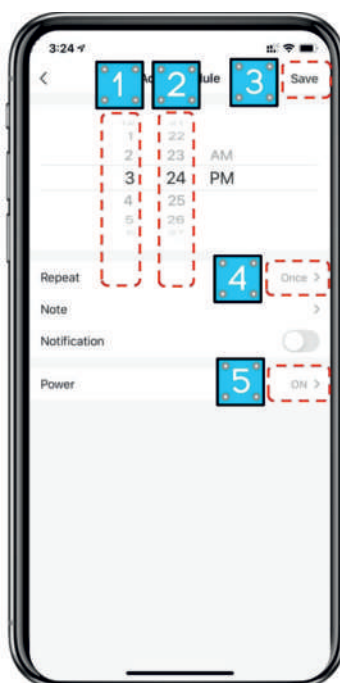 3:24
1 2 dule 3 Save
1 22
2 23 AM
3 24 PM
4 25
5 26
Repeat 4 Once >
Note >
Notification
Power 5 ON >